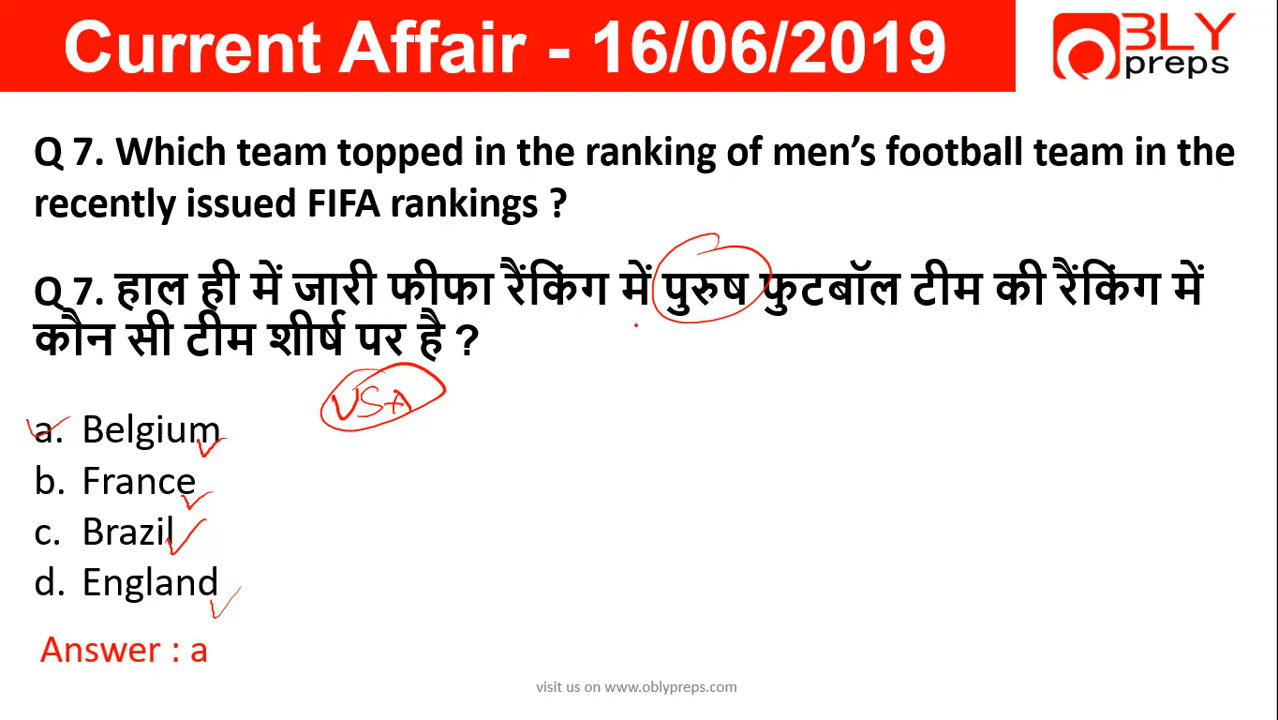 Current Affair - 16/06/2019
OBLY
preps
Q 7. Which team topped in the ranking of men’s football team in the
recently issued FIFA rankings ?
Q 7. हाल ही में जारी फीफा रैंकिंग में पुरुष फुटबॉल टीम की रैंकिंग में
कौन सी टीम शीर्ष पर है ?
USA
a. Belgium
b. France
c. Brazil
d. England
Answer : a
visit us on www.oblypreps.com